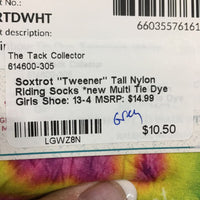 RTDWHT
66035576161
The Tack Collector
614600-305
Soxtrot "Tweener" Tall Nylon
Riding Socks *new Multi Tie Dye
Girls Shoe: 13-4 MSRP: $14.99
Gray
$10.50
LGWZ8N